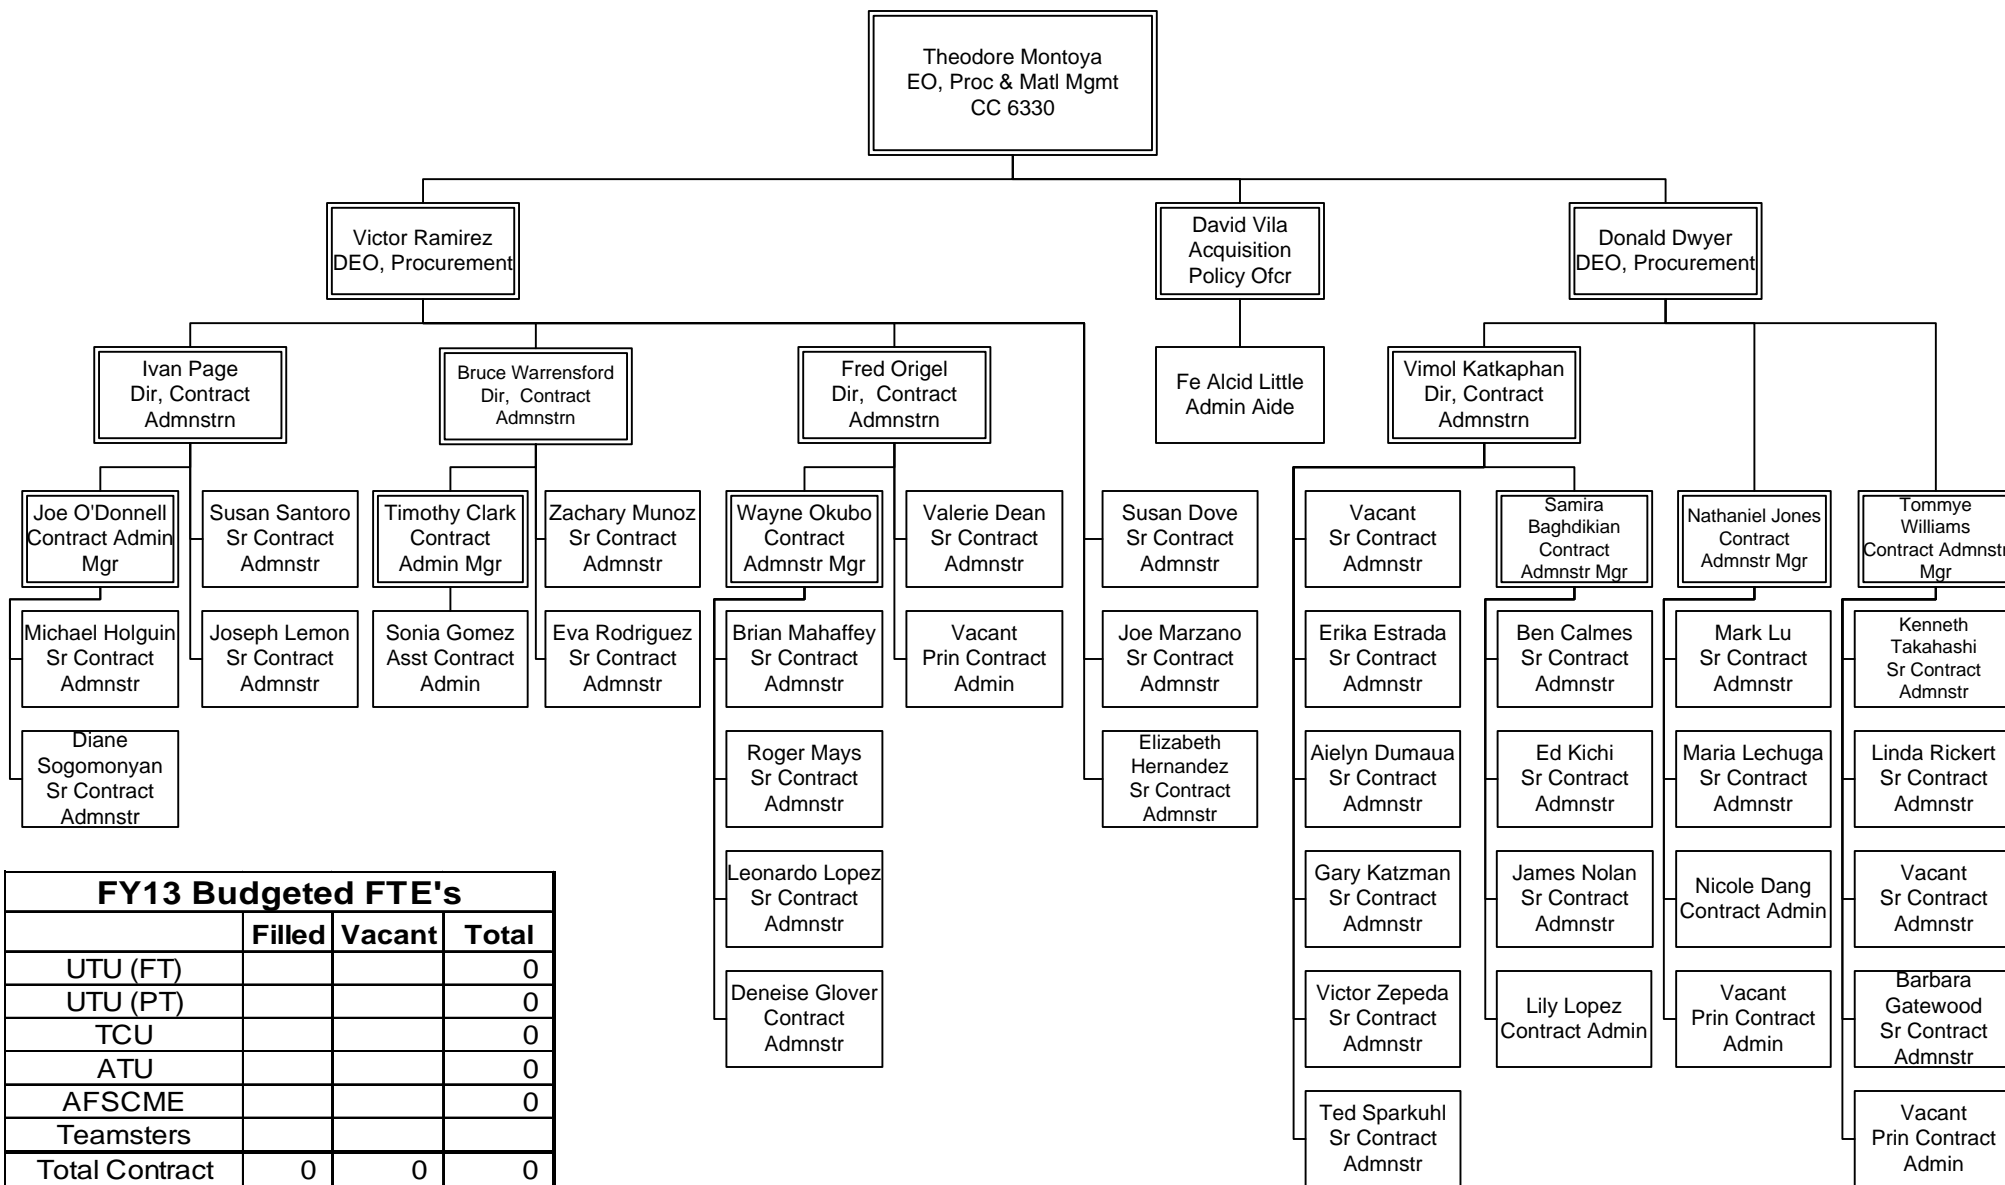 Theodore Montoya
EO, Proc & Matl Mgmt
CC 6330
Victor Ramirez
DEO, Procurement
David Vila
Acquisition
Policy Ofcr
Donald Dwyer
DEO, Procurement
Ivan Page
Dir, Contract
Admnstrn
Bruce Warrensford
Dir, Contract
Admnstrn
Fred Origel
Dir, Contract
Admnstrn
Fe Alcid Little
Admin Aide
Vimol Katkaphan
Dir, Contract
Admnstrn
Joe O'Donnell
Contract Admin
Mgr
Susan Santoro
Sr Contract
Admnstr
Timothy Clark
Contract
Admin Mgr
Zachary Munoz
Sr Contract
Admnstr
Wayne Okubo
Contract
Admnstr Mgr
Valerie Dean
Sr Contract
Admnstr
Susan Dove
Sr Contract
Admnstr
Vacant
Sr Contract
Admnstr
Samira
Baghdikian
Contract
Admnstr Mgr
Nathaniel Jones
Contract
Admnstr Mgr
Tommye
Williams
Contract Admnstr
Mgr
Michael Holguin
Sr Contract
Admnstr
Joseph Lemon
Sr Contract
Admnstr
Sonia Gomez
Asst Contract
Admin
Eva Rodriguez
Sr Contract
Admnstr
Brian Mahaffey
Sr Contract
Admnstr
Vacant
Prin Contract
Admin
Joe Marzano
Sr Contract
Admnstr
Erika Estrada
Sr Contract
Admnstr
Ben Calmes
Sr Contract
Admnstr
Mark Lu
Sr Contract
Admnstr
Kenneth
Takahashi
Sr Contract
Admnstr
Diane
Sogomonyan
Sr Contract
Admnstr
Roger Mays
Sr Contract
Admnstr
Elizabeth
Hernandez
Sr Contract
Admnstr
Aielyn Dumaua
Sr Contract
Admnstr
Ed Kichi
Sr Contract
Admnstr
Maria Lechuga
Sr Contract
Admnstr
Linda Rickert
Sr Contract
Admnstr
Leonardo Lopez
Sr Contract
Admnstr
Gary Katzman
Sr Contract
Admnstr
James Nolan
Sr Contract
Admnstr
Nicole Dang
Contract Admin
Vacant
Sr Contract
Admnstr
Deneise Glover
Contract
Admnstr
Victor Zepeda
Sr Contract
Admnstr
Lily Lopez
Contract Admin
Vacant
Prin Contract
Admin
Barbara
Gatewood
Sr Contract
Admnstr
Ted Sparkuhl
Sr Contract
Admnstr
Vacant
Prin Contract
Admin
FY13 Budgeted FTE's
Filled Vacant Total
UTU (FT) 0
UTU (PT) 0
TCU 0
ATU 0
AFSCME 0
Teamsters
Total Contract 0 0 0